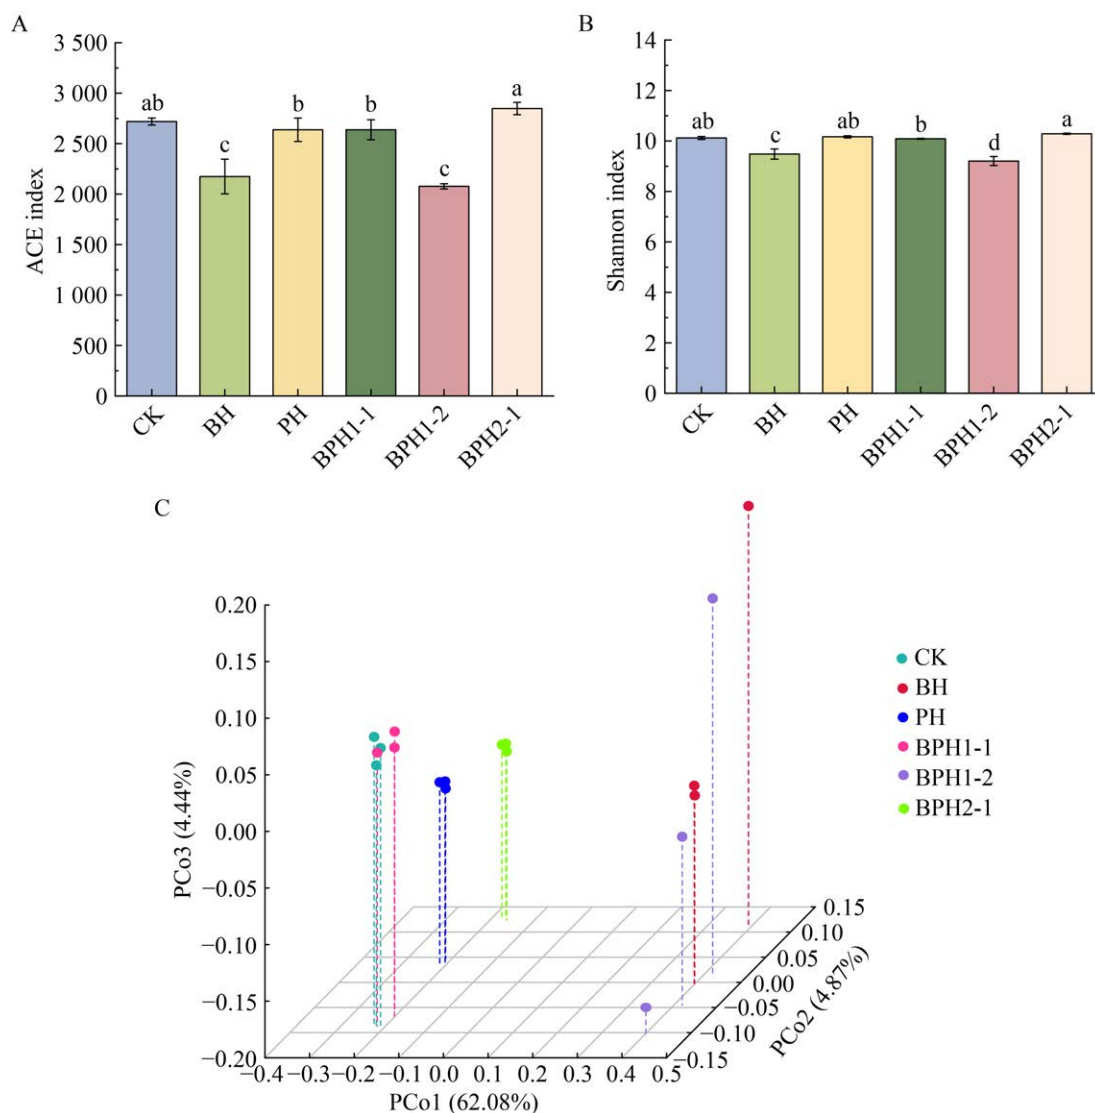 A
ACE index
3 500
3 000
2 500
2 000
1 500
1 000
500
0
ab
c
b
b
c
a
CK
BH
PH
BPH1-1
BPH1-2
BPH2-1
B
Shannon index
14
12
10
8
6
4
2
0
ab
c
ab
b
d
a
CK
BH
PH
BPH1-1
BPH1-2
BPH2-1
C
PCo3 (4.44%)
0.20
0.15
0.10
0.05
0.00
−0.05
−0.10
−0.15
−0.20
−0.4 −0.3 −0.2 −0.1 0.0 0.1 0.2 0.3 0.4 0.5
PCo1 (62.08%)
0.15
0.10
0.05
0.00
−0.05
−0.10
−0.15
PCo2 (4.87%)
CK
BH
PH
BPH1-1
BPH1-2
BPH2-1